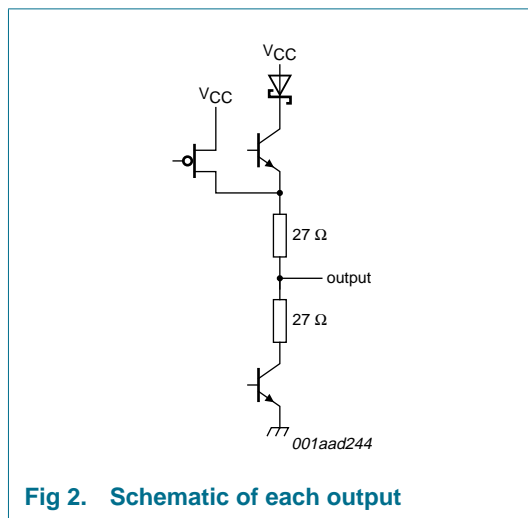 VCC
VCC
27 Ω
output
27 Ω
001aad244
Fig 2. Schematic of each output